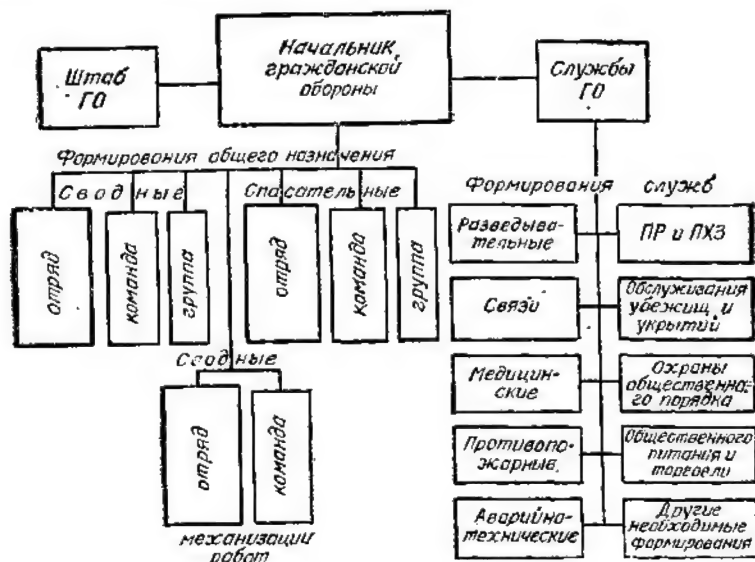 Начальник
гражданской
обороны
Штаб
ГО
Службы
ГО
Формирования общего назначения
Сводные
Спасательные
отряд
команда
группа
отряд
команда
группа
Сводные
отряд
команда
механизации
работ
Формирования служб
Разведыва-
тельные
ПР и ПХЗ
Связи
Обслуживания
убежищ и
укрытий
Медицин-
ские
Охраны
общественно-
го порядка
Противопо-
жарные
Общественного
питания и
торговли
Аварийно-
технические
Другие
необходимые
формирования